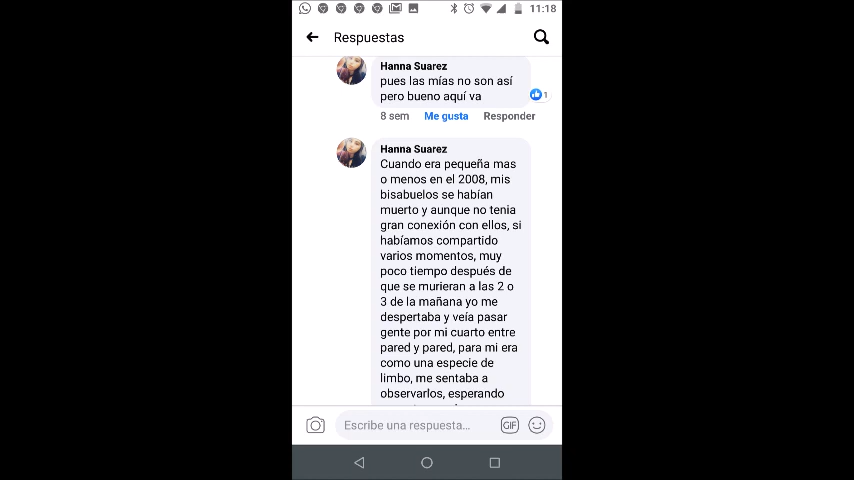 11:18
Respuestas
Hanna Suarez
pues las mías no son así
pero bueno aquí va
1
8 sem Me gusta Responder
Hanna Suarez
Cuando era pequeña mas
o menos en el 2008, mis
bisabuelos se habían
muerto y aunque no tenia
gran conexión con ellos, si
habíamos compartido
varios momentos, muy
poco tiempo después de
que se murieran a las 2 o
3 de la mañana yo me
despertaba y veía pasar
gente por mi cuarto entre
pared y pared, para mi era
como una especie de
limbo, me sentaba a
observarlos, esperando
Escribe una respuesta... GIF